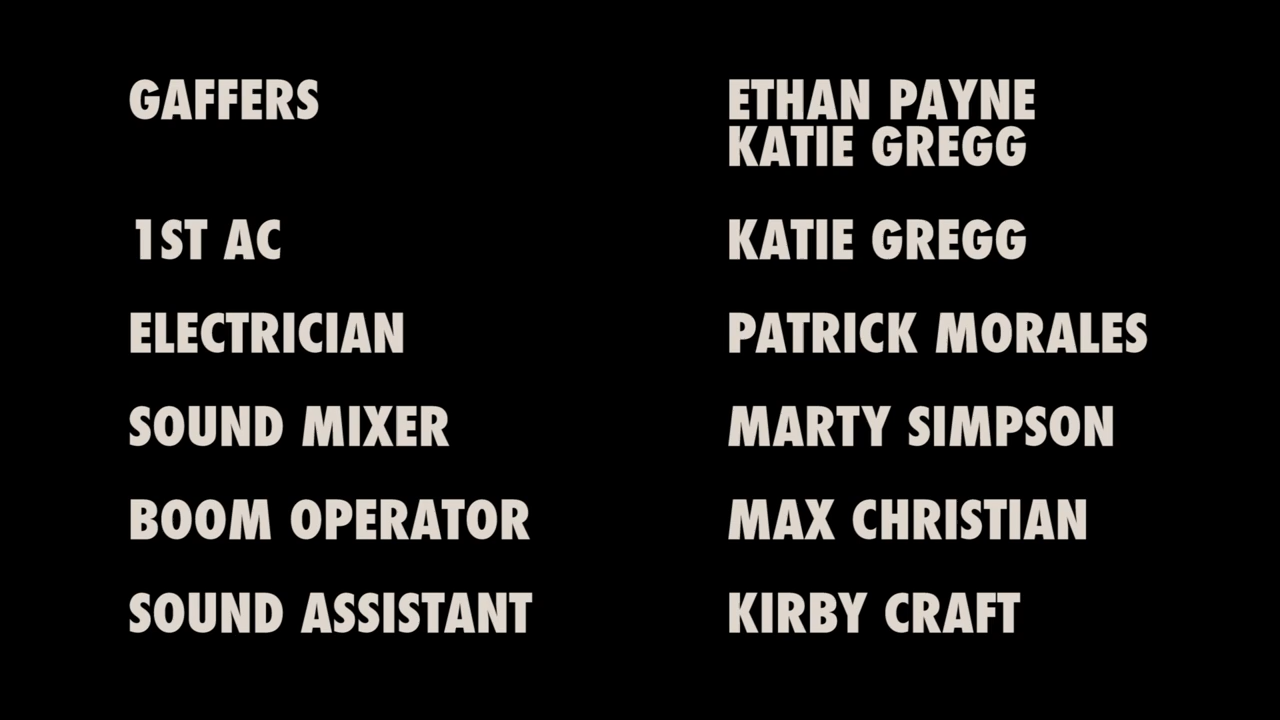 GAFFERS ETHAN PAYNE
KATIE GREGG
1ST AC KATIE GREGG
ELECTRICIAN PATRICK MORALES
SOUND MIXER MARTY SIMPSON
BOOM OPERATOR MAX CHRISTIAN
SOUND ASSISTANT KIRBY CRAFT